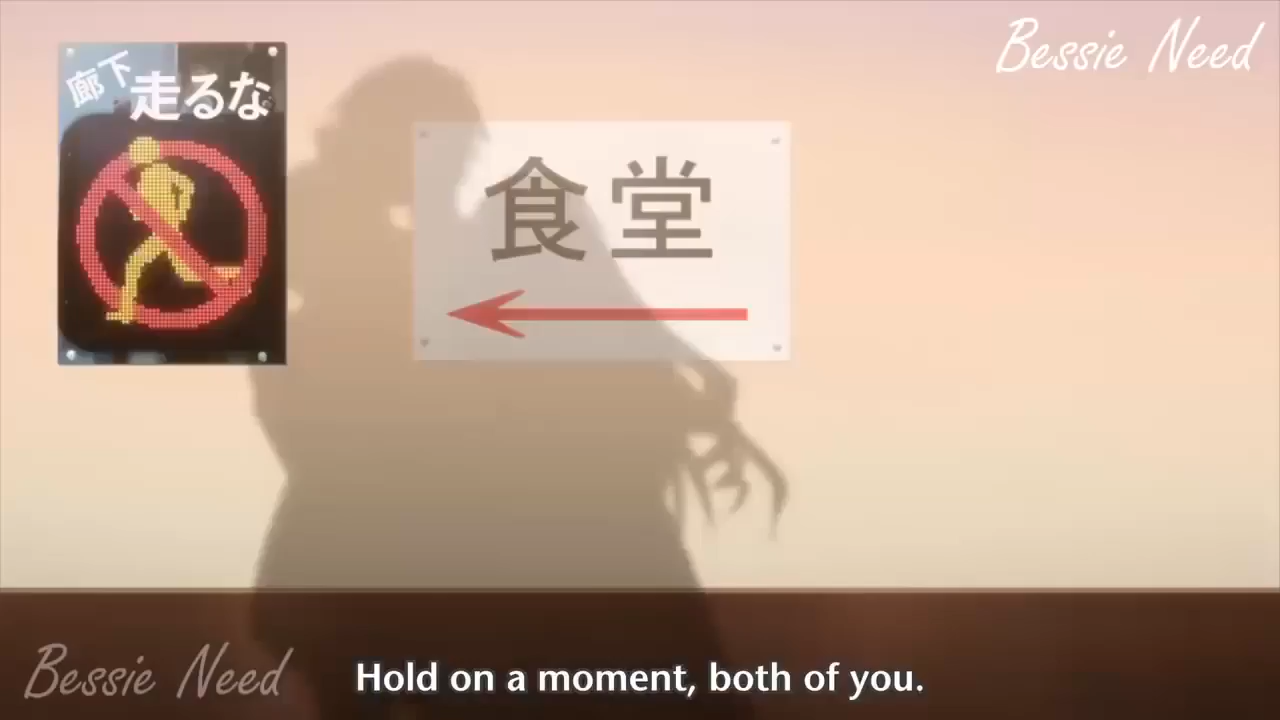 Bessie Need
廊下
走るな
食堂
Bessie Need
Hold on a moment, both of you.